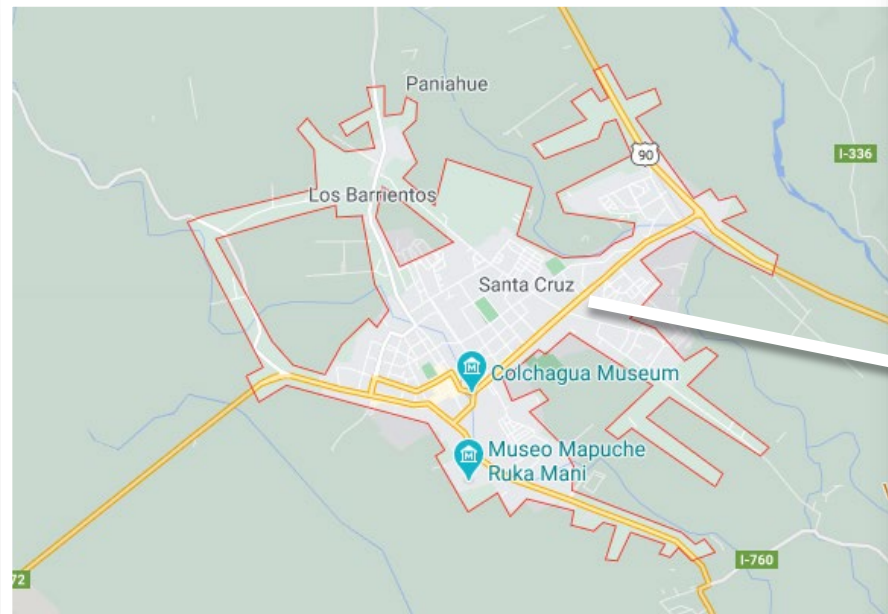 Paniahue
90
I-336
Los Barrientos
Santa Cruz
M
Colchagua Museum
M
Museo Mapuche
Ruka Mani
I-760
72